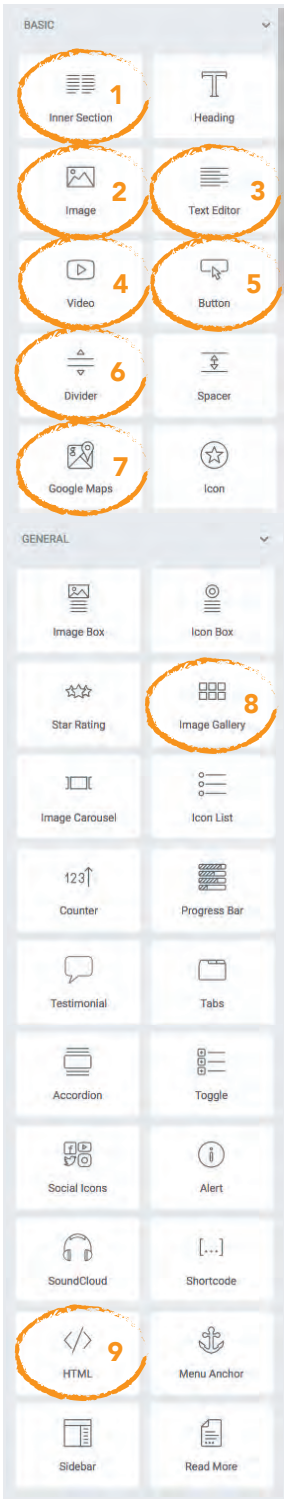 BASIC
1
Inner Section
Heading
2
Image
3
Text Editor
4
Video
5
Button
6
Divider
Spacer
7
Google Maps
Icon
GENERAL
Image Box
Icon Box
Star Rating
8
Image Gallery
Image Carousel
Icon List
123
Counter
Progress Bar
Testimonial
Tabs
Accordion
Toggle
Social Icons
Alert
SoundCloud
[...]
Shortcode
</> 9
HTML
Menu Anchor
Sidebar
Read More